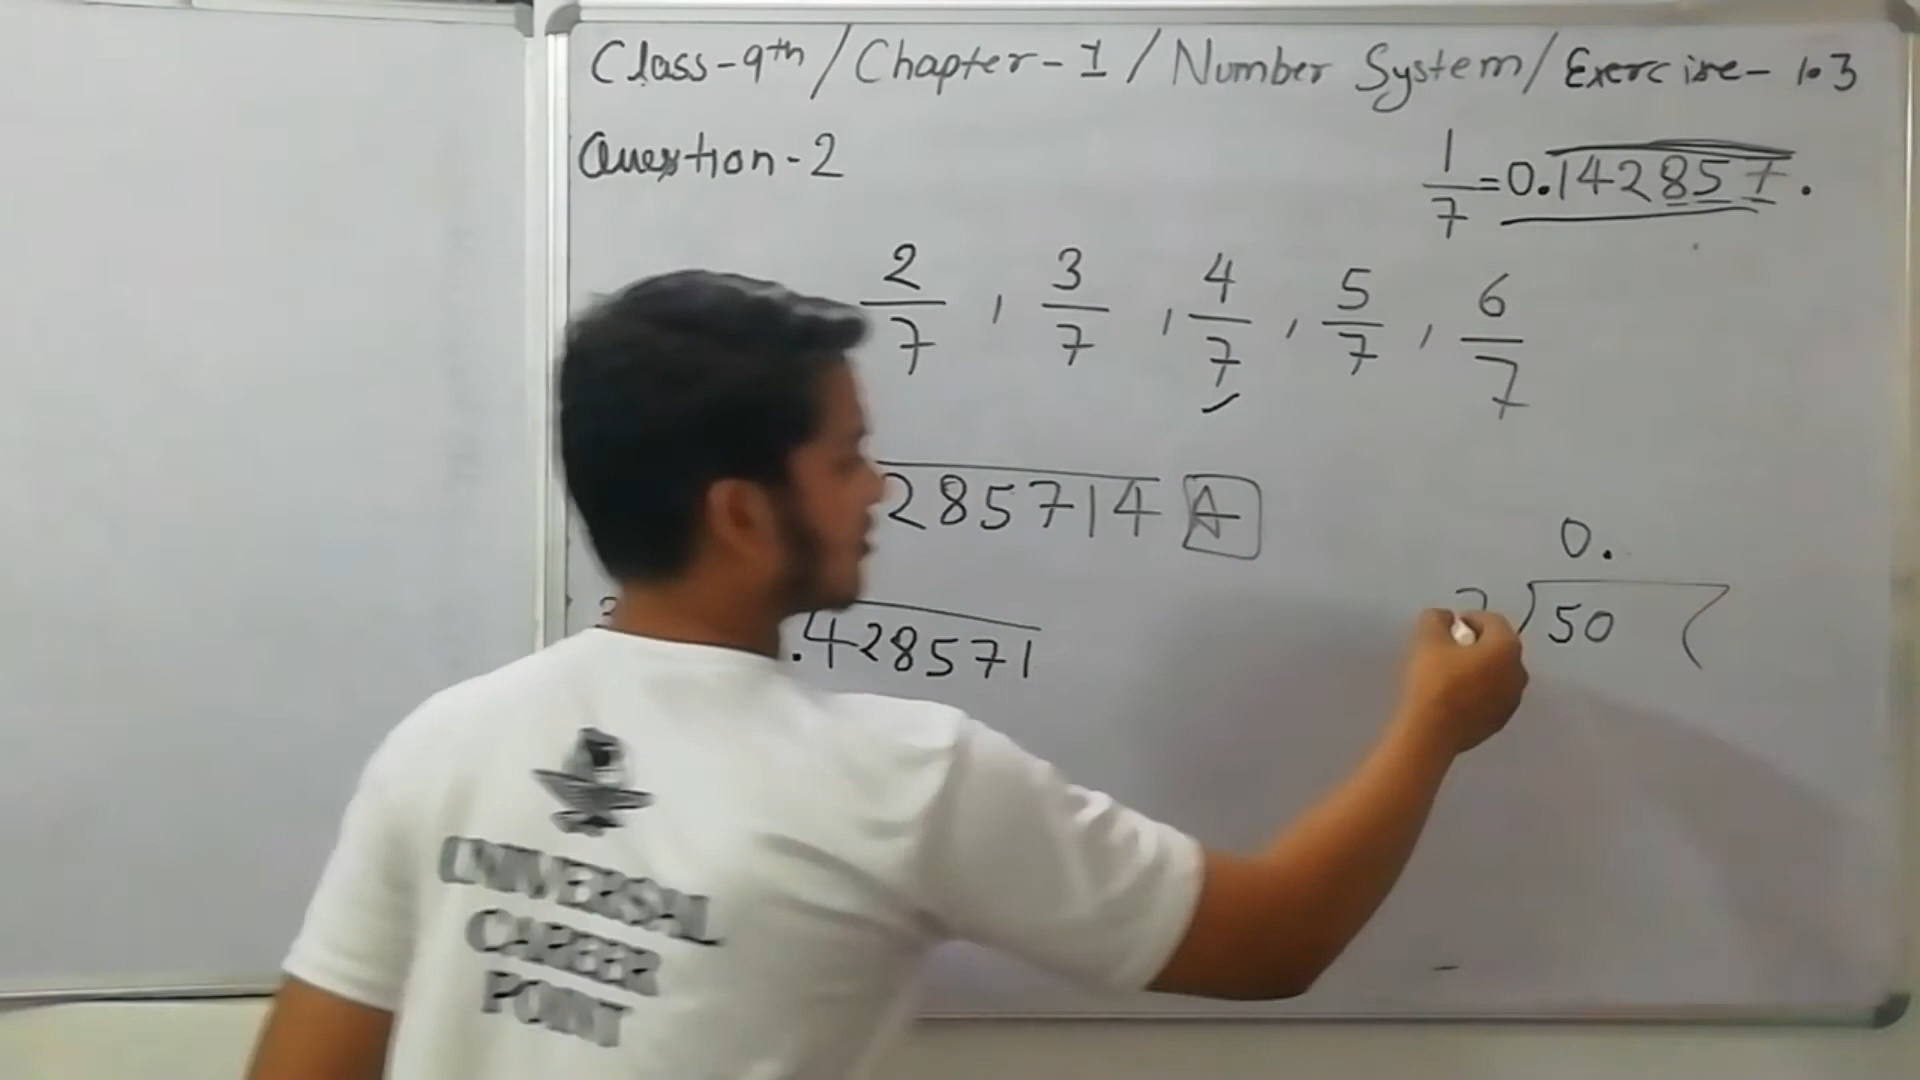 Class-9th/Chapter-1/Number System/Exercise-1.3
Question-2
1/7=0.142857.
2/7, 3/7, 4/7, 5/7, 6/7
285714 A
.428571
0.
7)50(
UNIVERSAL
CAREER
POINT